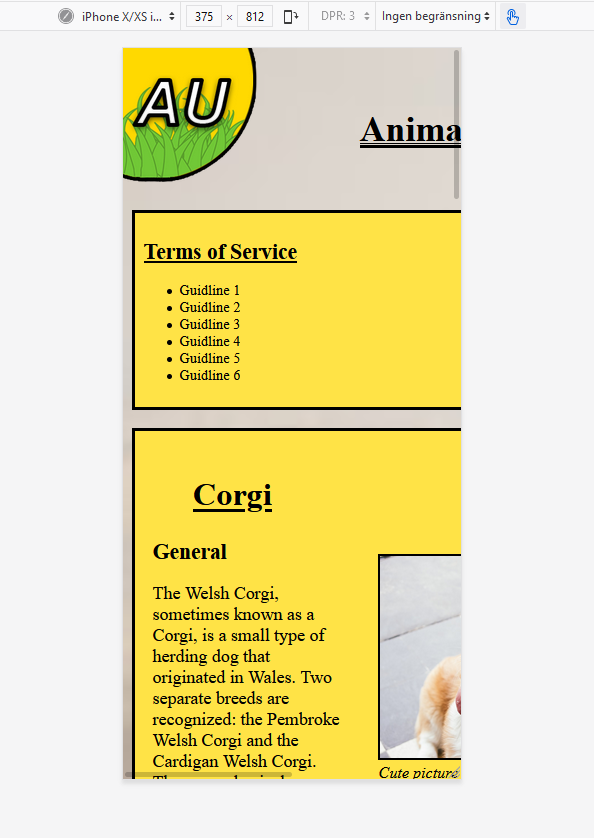 iPhone X/XS i...
375 × 812
DPR: 3
Ingen begränsning
AU
Anima
Terms of Service
Guidline 1
Guidline 2
Guidline 3
Guidline 4
Guidline 5
Guidline 6
Corgi
General
The Welsh Corgi,
sometimes known as a
Corgi, is a small type of
herding dog that
originated in Wales. Two
separate breeds are
recognized: the Pembroke
Welsh Corgi and the
Cardigan Welsh Corgi.
Cute picture